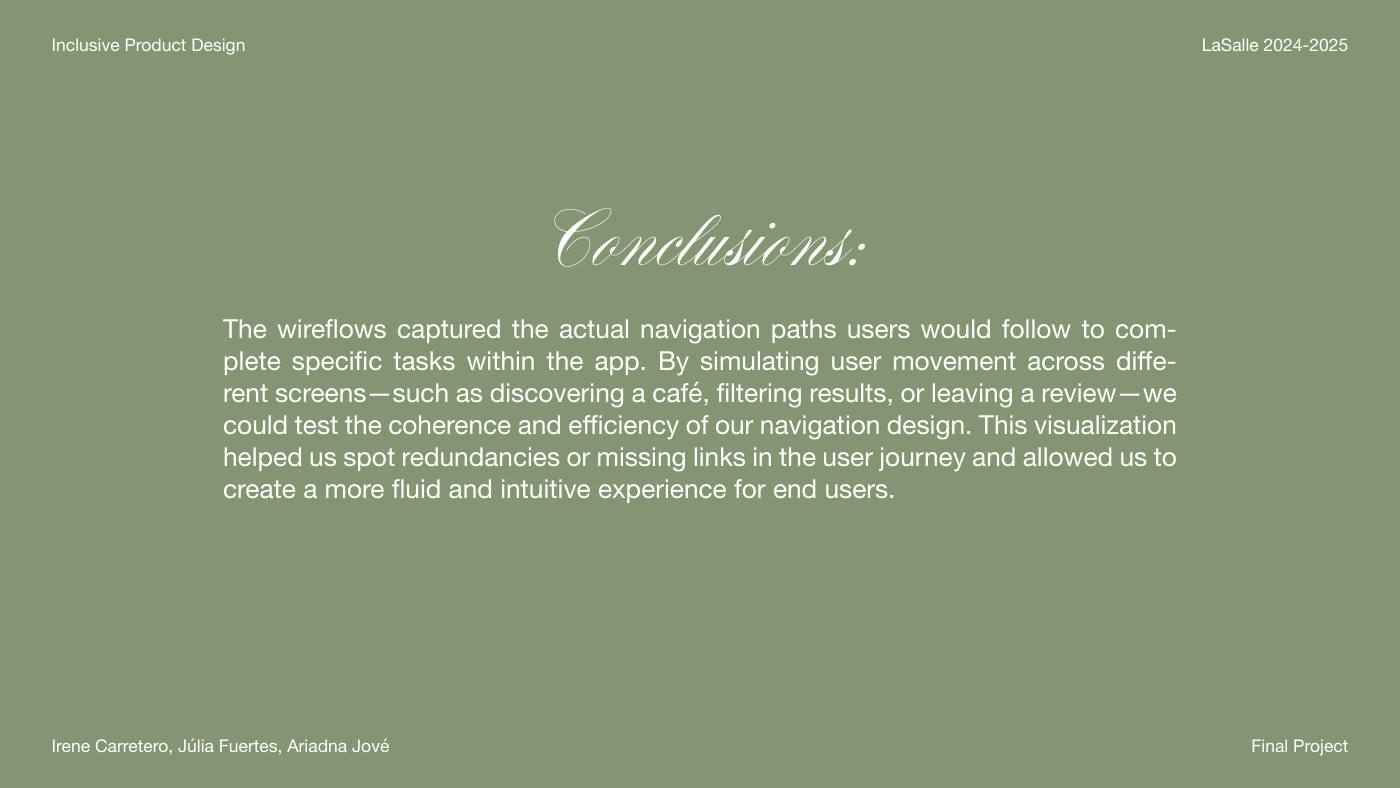 Inclusive Product Design
LaSalle 2024-2025
Conclusions:
The wireflows captured the actual navigation paths users would follow to com-
plete specific tasks within the app. By simulating user movement across diffe-
rent screens—such as discovering a café, filtering results, or leaving a review—we
could test the coherence and efficiency of our navigation design. This visualization
helped us spot redundancies or missing links in the user journey and allowed us to
create a more fluid and intuitive experience for end users.
Irene Carretero, Júlia Fuertes, Ariadna Jové
Final Project